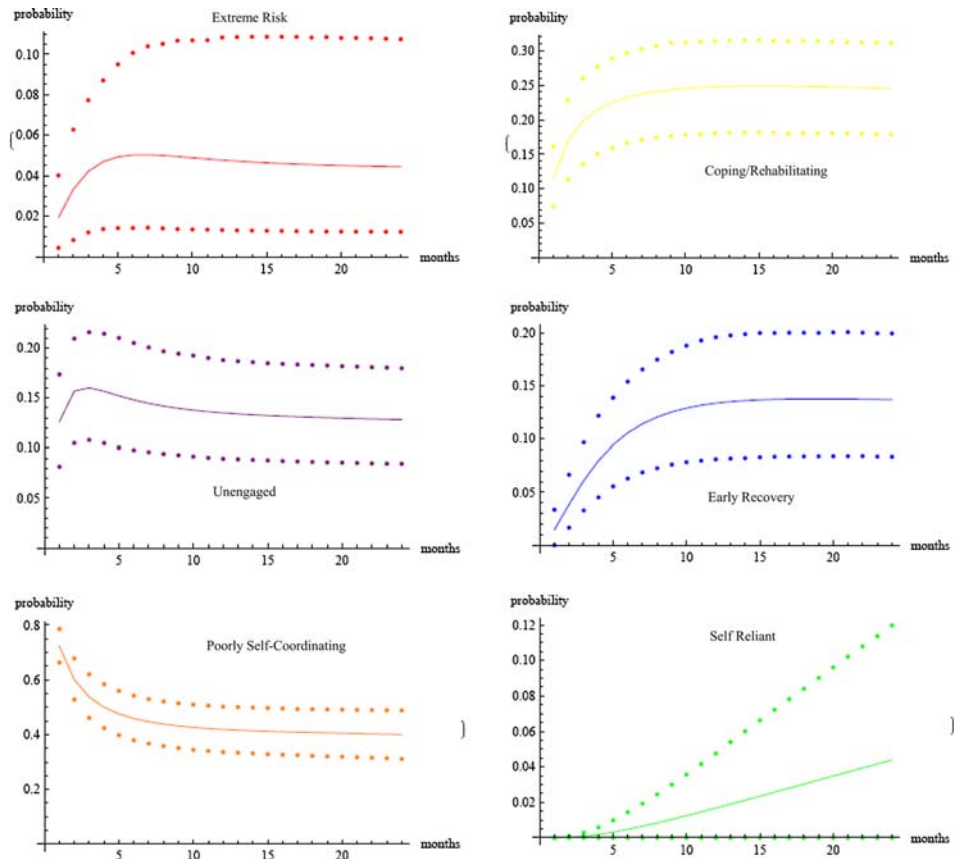 probability
Extreme Risk
0.10
0.08
0.06
0.04
0.02
5 10 15 20
months
probability
0.30
0.25
0.20
0.15
0.10
0.05
Coping/Rehabilitating
5 10 15 20
months
probability
0.20
0.15
0.10
0.05
Unengaged
5 10 15 20
months
probability
0.20
0.15
0.10
0.05
Early Recovery
5 10 15 20
months
probability
0.8
Poorly Self-Coordinating
0.6
0.4
0.2
5 10 15 20
months
probability
0.12
Self Reliant
0.10
0.08
0.06
0.04
0.02
5 10 15 20
months